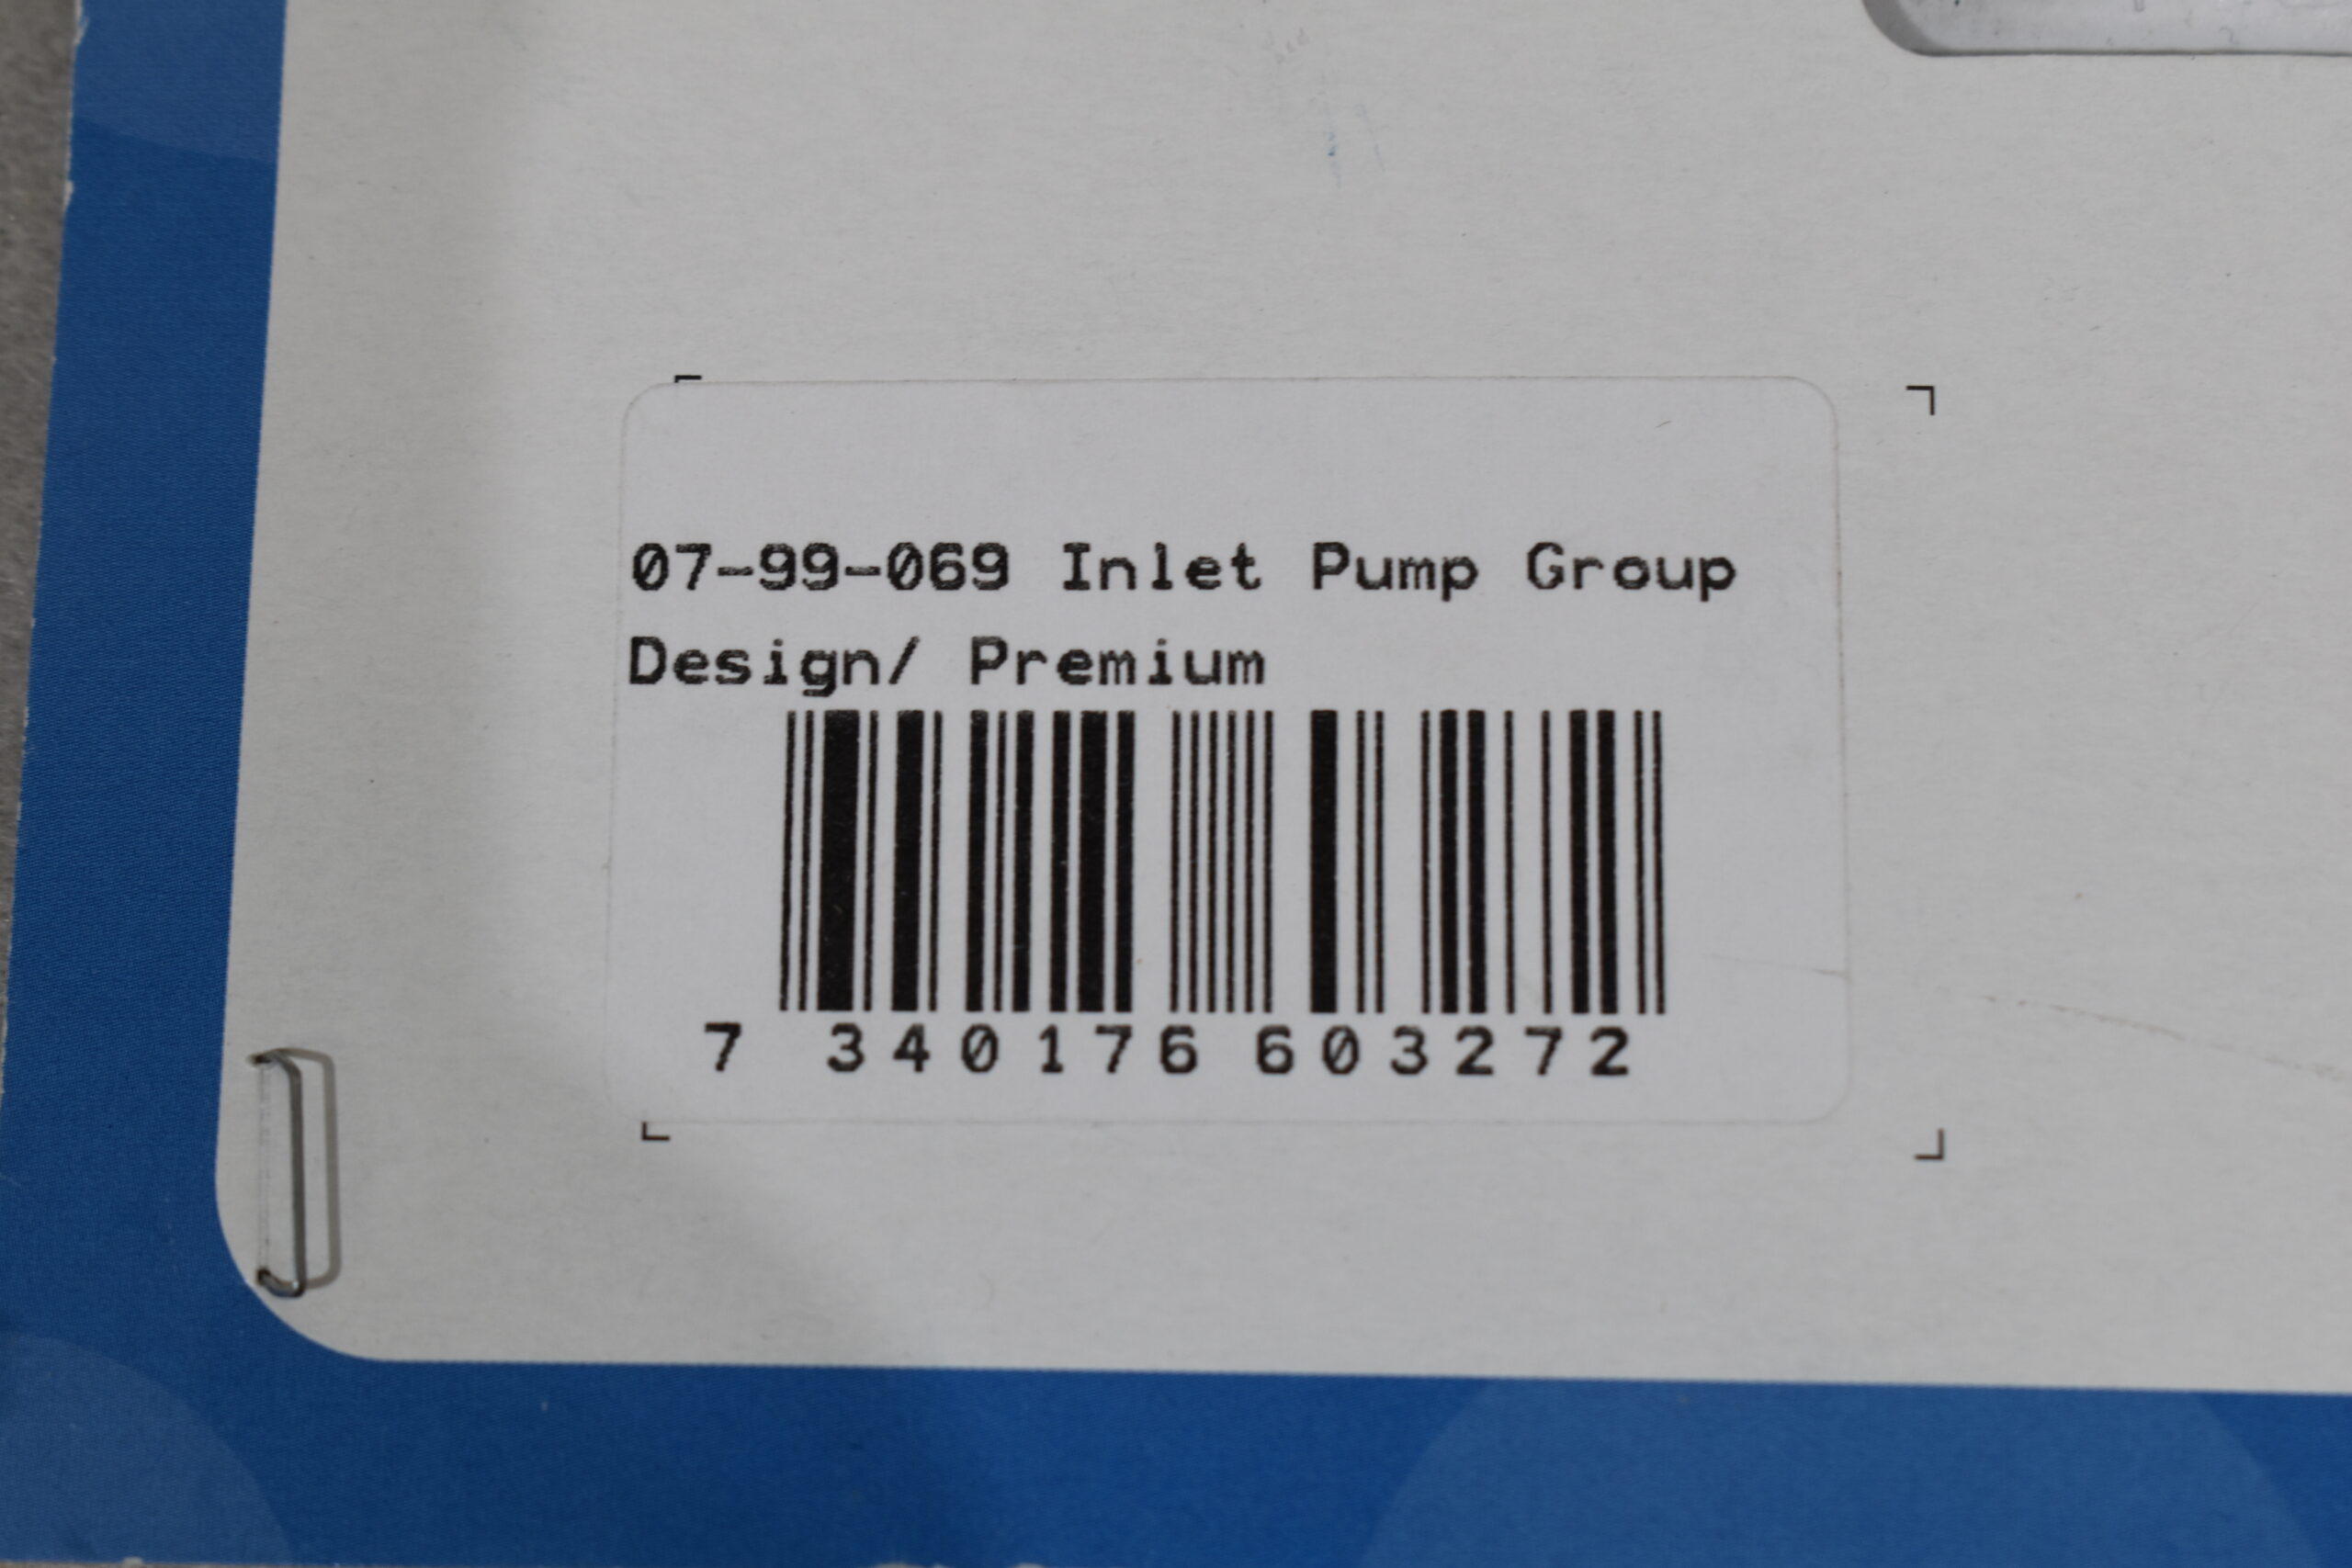 07-99-069 Inlet Pump Group
Design/ Premium
7 340176 603272